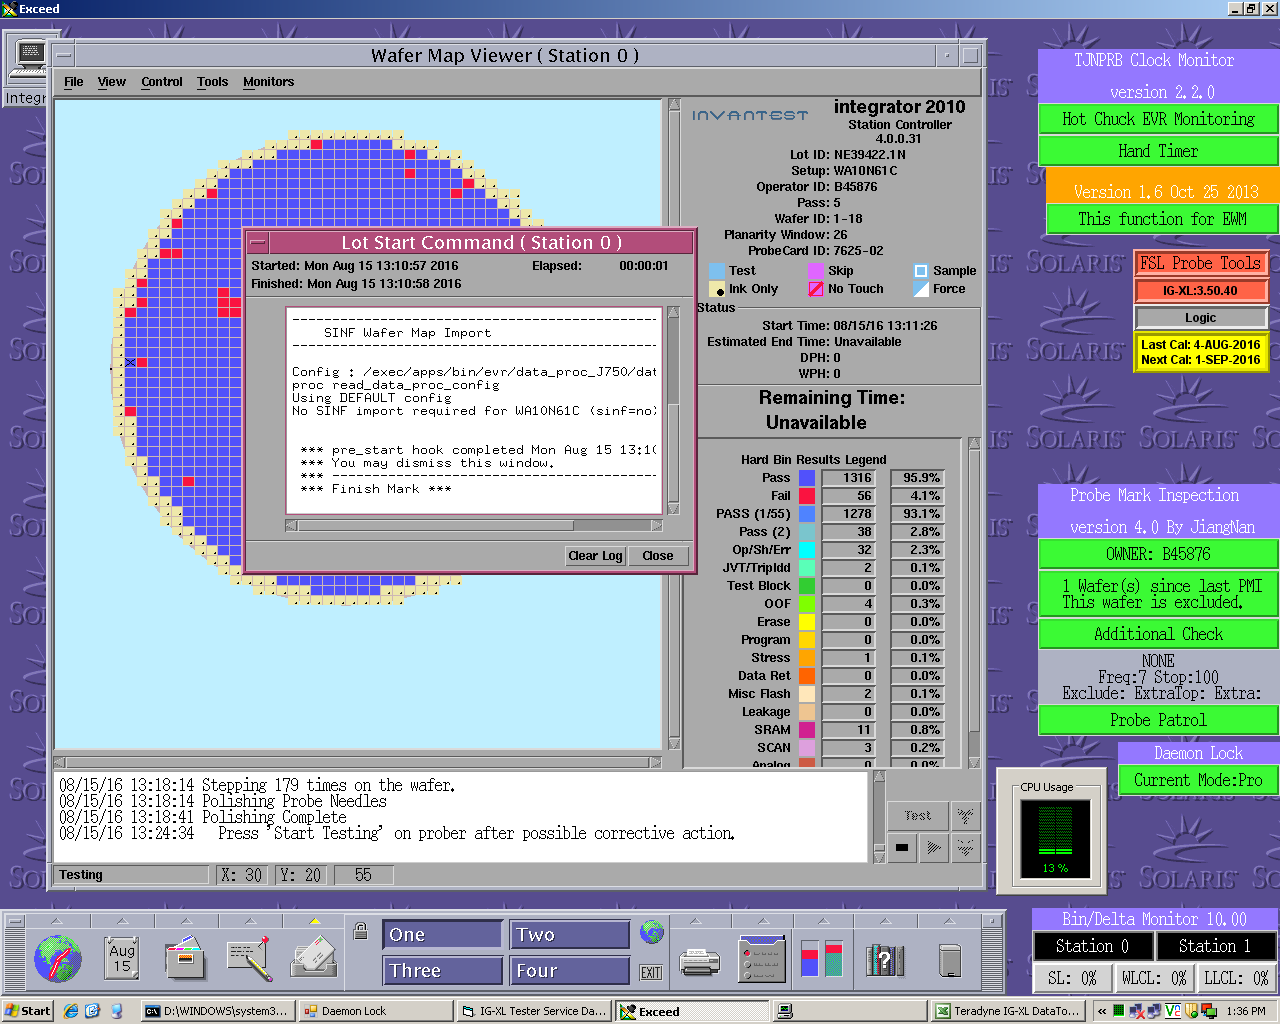 Exceed
Integr
Wafer Map Viewer ( Station 0 )
File View Control Tools Monitors
INVANTEST
integrator 2010
Station Controller
4.0.0.31
Lot ID: NE39422.1N
Setup: WA10N61C
Operator ID: B45876
Pass: 5
Wafer ID: 1-18
Planarity Window: 26
ProbeCard ID: 7625-02
Test Skip Sample
Ink Only No Touch Force
Status
Start Time: 08/15/16 13:11:26
Estimated End Time: Unavailable
DPH: 0
WPH: 0
Remaining Time:
Unavailable
Hard Bin Results Legend
Pass 1316 95.9%
Fail 56 4.1%
PASS (1/55) 1278 93.1%
Pass (2) 38 2.8%
Op/Sh/Err 32 2.3%
JVT/TripIdd 2 0.1%
Test Block 0 0.0%
OOF 4 0.3%
Erase 0 0.0%
Program 0 0.0%
Stress 1 0.1%
Data Ret 0 0.0%
Misc Flash 2 0.1%
Leakage 0 0.0%
SRAM 11 0.8%
SCAN 3 0.2%
Analog 0 0.0%
Lot Start Command ( Station 0 )
Started: Mon Aug 15 13:10:57 2016 Elapsed: 00:00:01
Finished: Mon Aug 15 13:10:58 2016
SINF Wafer Map Import
Config : /exec/apps/bin/evr/data_proc_J750/dat
proc read_data_proc_config
Using DEFAULT config
No SINF import required for WA10N61C (sinf=no)
*** pre_start hook completed Mon Aug 15 13:1
*** You may dismiss this window.
*** ----------------------------------------
*** Finish Mark ***
Clear Log Close
08/15/16 13:18:14 Stepping 179 times on the wafer.
08/15/16 13:18:14 Polishing Probe Needles
08/15/16 13:18:41 Polishing Complete
08/15/16 13:24:34 Press 'Start Testing' on prober after possible corrective action.
Test
Testing X: 30 Y: 20 55
TJNPRB Clock Monitor
version 2.2.0
Hot Chuck EVR Monitoring
Hand Timer
Version 1.6 Oct 25 2013
This function for EWM
FSL Probe Tools
IG-XL:3.50.40
Logic
Last Cal: 4-AUG-2016
Next Cal: 1-SEP-2016
SOLARIS
SOLARIS
SOLARIS
Probe Mark Inspection
version 4.0 By JiangNan
OWNER: B45876
1 Wafer(s) since last PMI
This wafer is excluded.
Additional Check
NONE
Freq:7 Stop:100
Exclude: ExtraTop: Extra:
Probe Patrol
Daemon Lock
Current Mode:Pro
CPU Usage
13 %
SOLARIS
Bin/Delta Monitor 10.00
Station 0 Station 1
SL: 0% WLCL: 0% LLCL: 0%
Aug
15
One Two
Three Four
EXIT
Start D:\WINDOWS\system3... Daemon Lock IG-XL Tester Service Da... Exceed Teradyne IG-XL DataTo... 1:36 PM